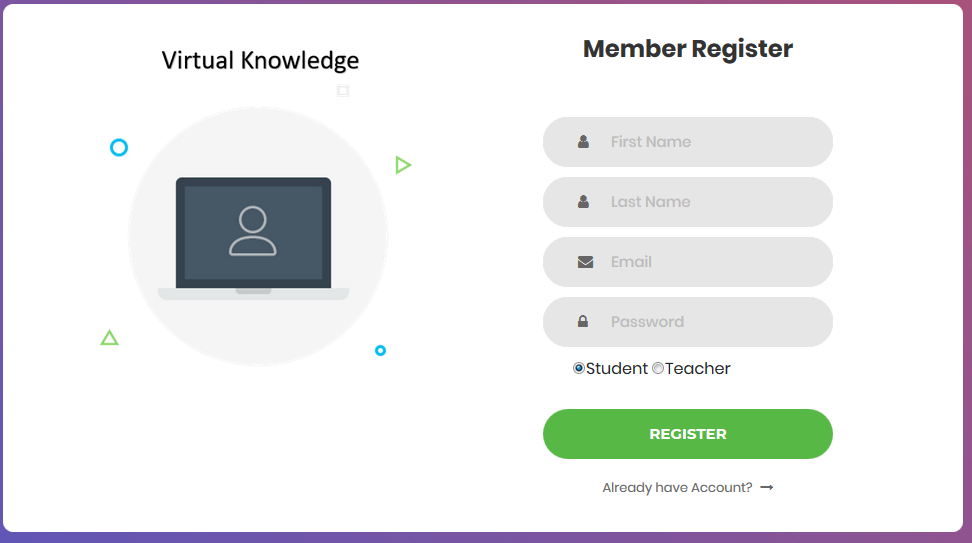 Virtual Knowledge
Member Register
First Name
Last Name
Email
Password
Student Teacher
REGISTER
Already have Account?